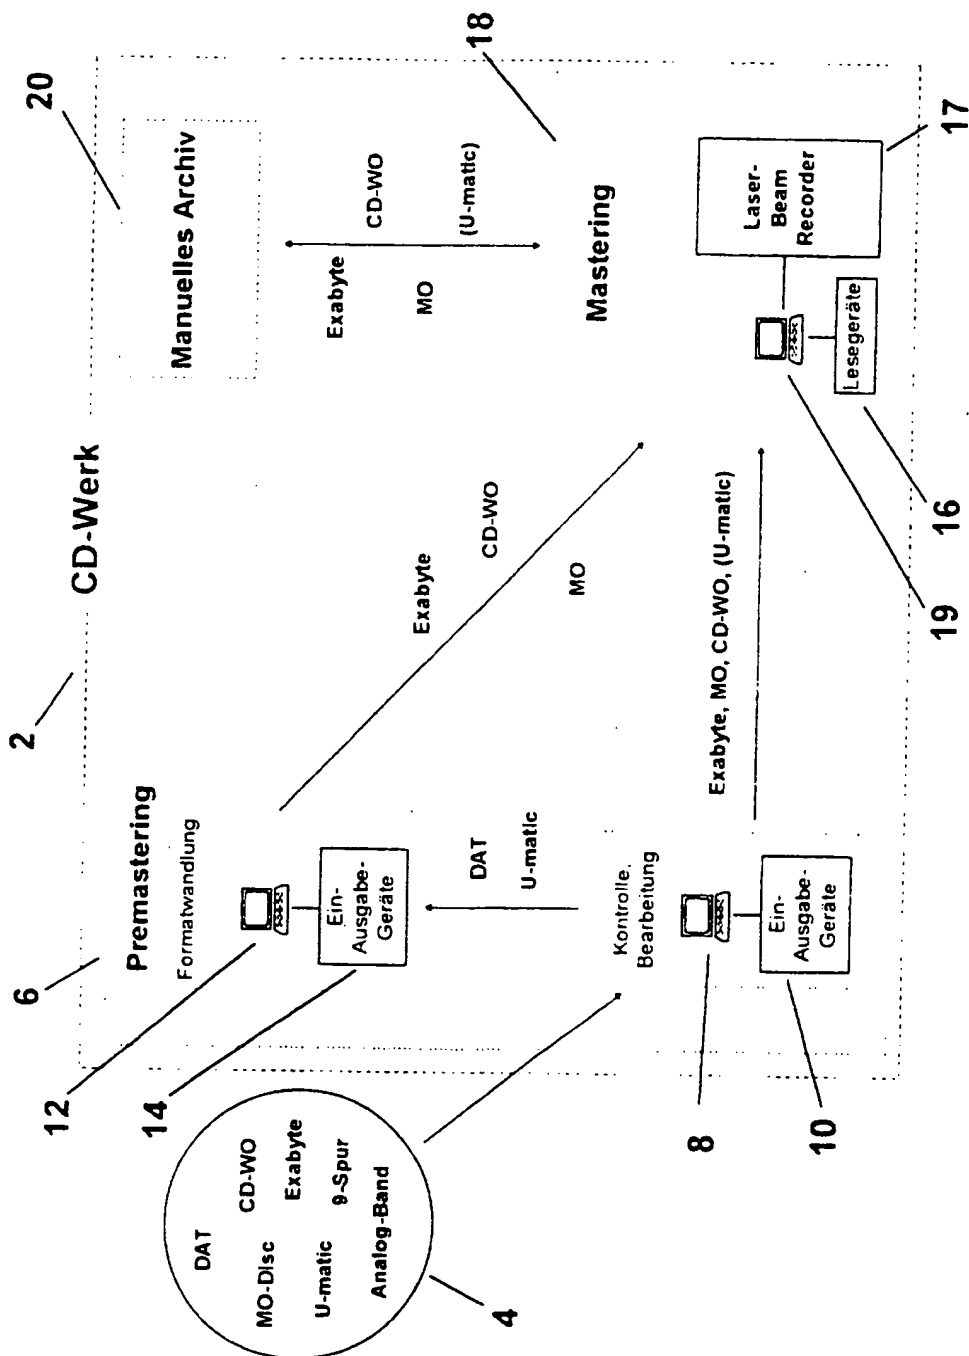 CD-Werk
2
6
Premastering
Formatwandlung
12
Ein-
Ausgabe-
Geräte
14
DAT
CD-WO
MO-Disc
Exabyte
U-matic
9-Spur
Analog-Band
4
DAT
U-matic
Kontrolle,
Bearbeitung
8
Ein-
Ausgabe-
Geräte
10
Exabyte
CD-WO
MO
Exabyte, MO, CD-WO, (U-matic)
20
Manuelles Archiv
Exabyte
CD-WO
MO
(U-matic)
18
Mastering
Laser-
Beam
Recorder
17
Lesegeräte
16
19